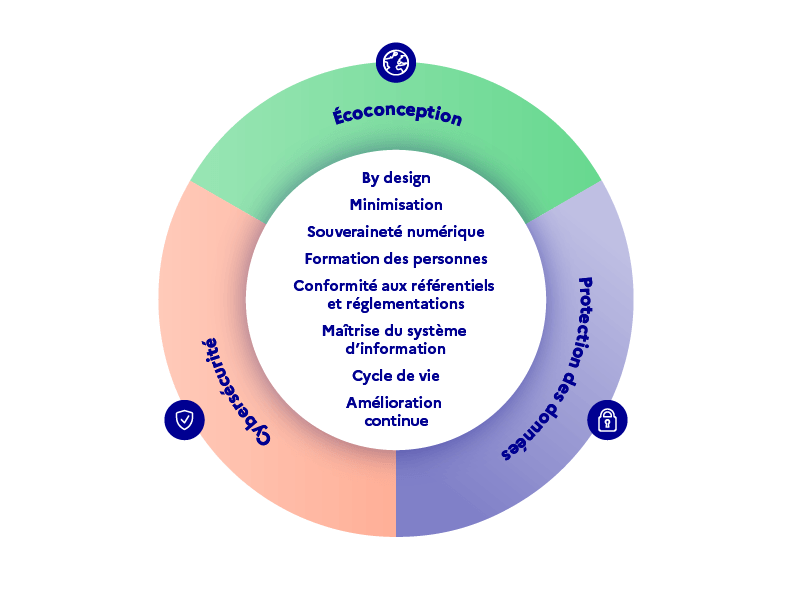 Écoconception
By design
Minimisation
Souveraineté numérique
Formation des personnes
Conformité aux référentiels
et réglementations
Maîtrise du système
d'information
Cycle de vie
Amélioration
continue
Cybersécurité
Protection des données